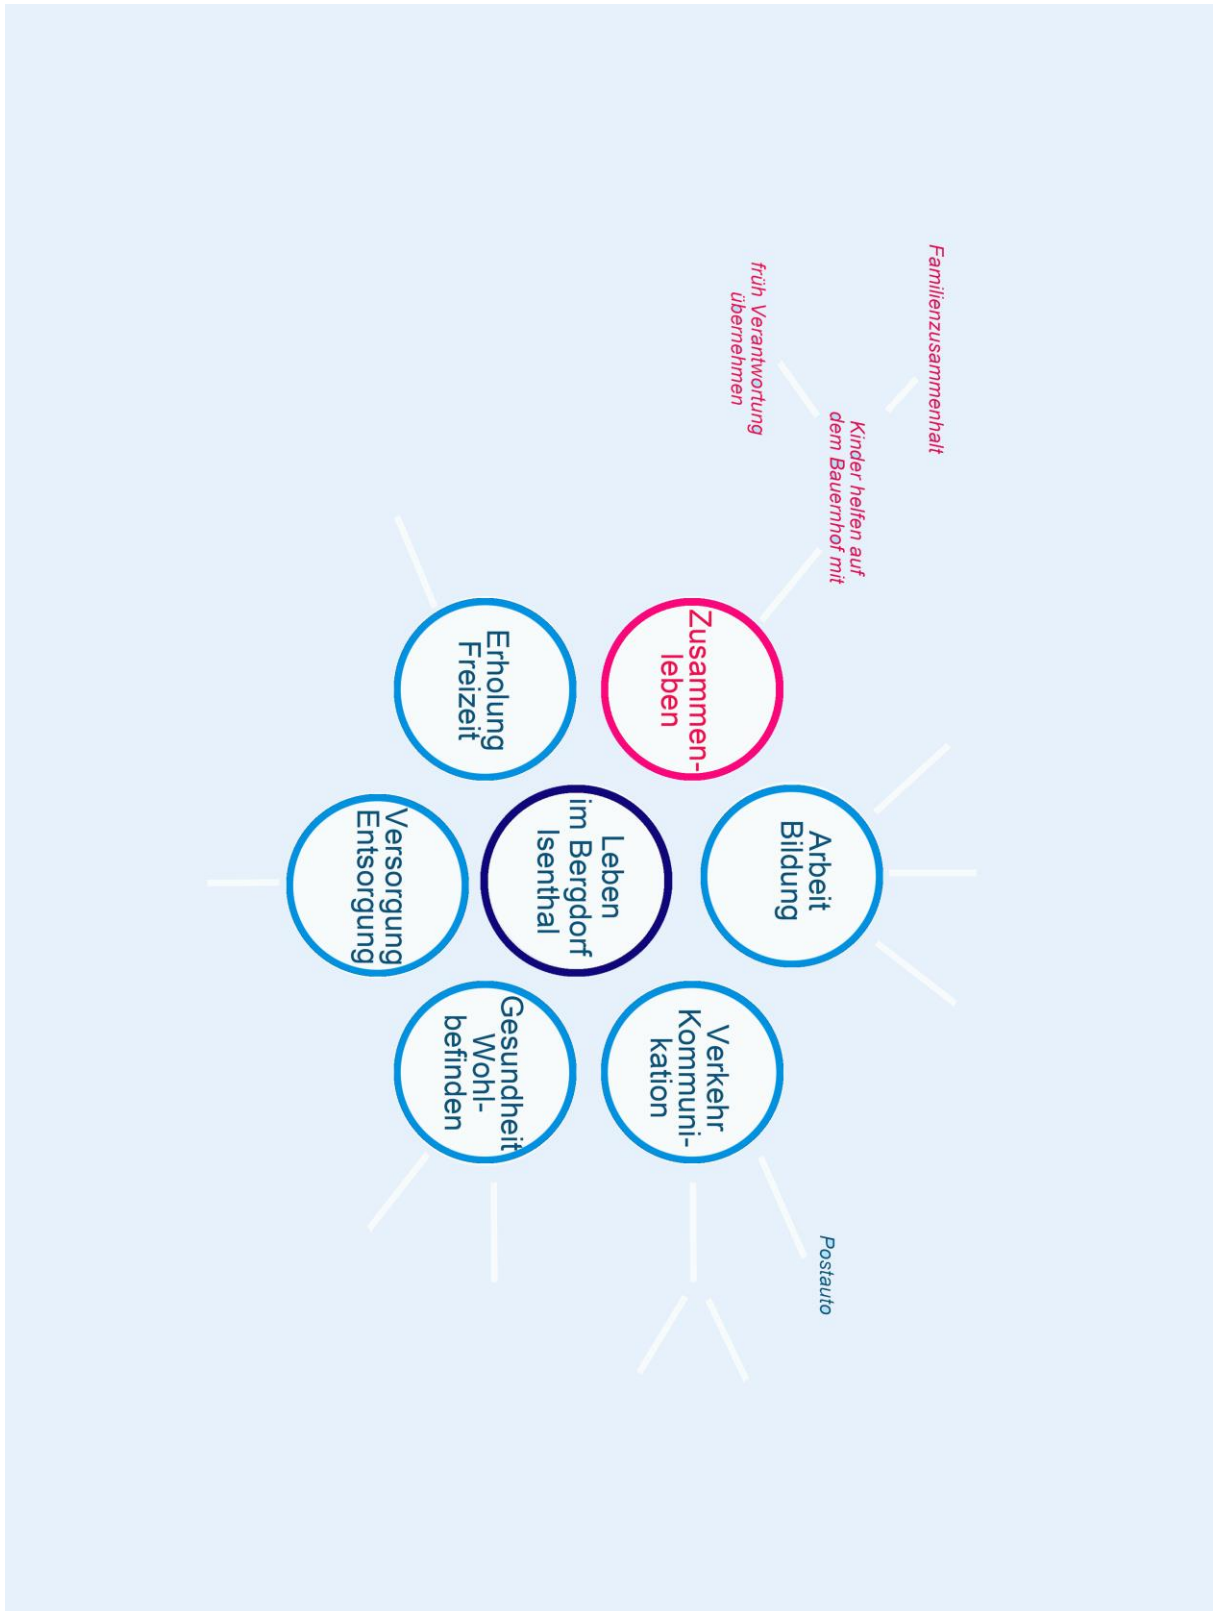 Familienzusammenhalt
Kinder helfen auf
dem Bauernhof mit
früh Verantwortung
übernehmen
Zusammen-
leben
Arbeit
Bildung
Verkehr
Kommuni-
kation
Postauto
Erholung
Freizeit
Leben
im Bergdorf
Isenthal
Gesundheit
Wohl-
befinden
Versorgung
Entsorgung